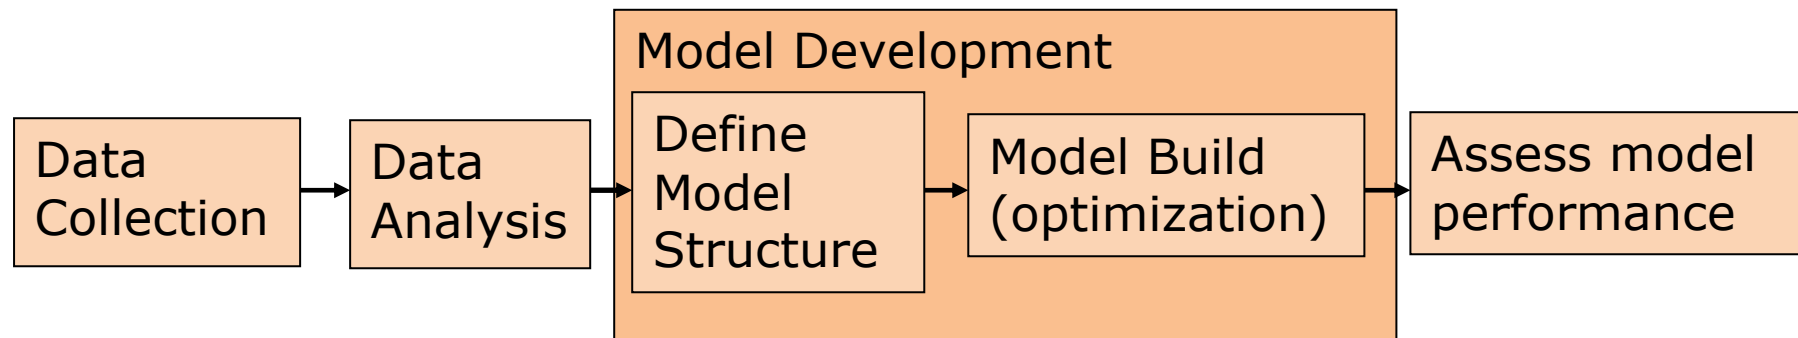 Model Development
Data
Collection
Data
Analysis
Define
Model
Structure
Model Build
(optimization)
Assess model
performance